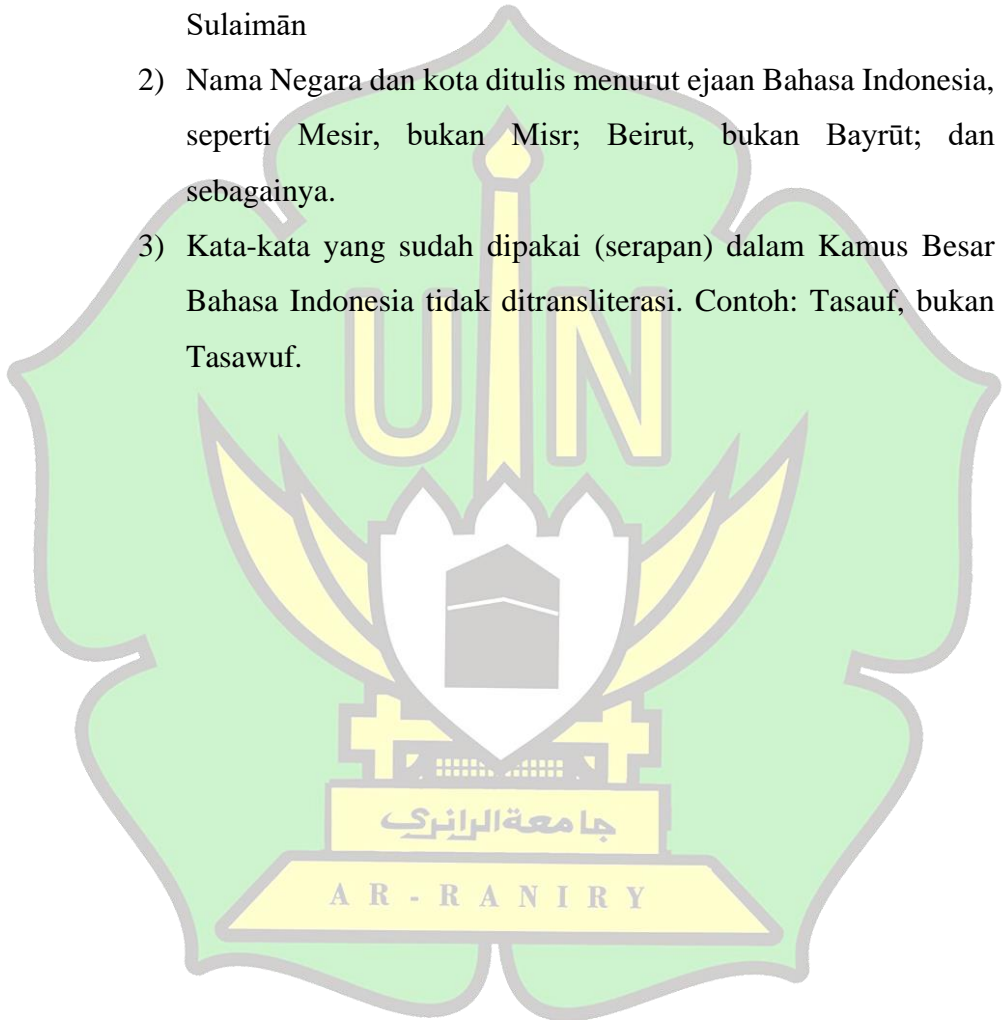 Sulaimān
2) Nama Negara dan kota ditulis menurut ejaan Bahasa Indonesia,
seperti Mesir, bukan Misr; Beirut, bukan Bayrūt; dan
sebagainya.
3) Kata-kata yang sudah dipakai (serapan) dalam Kamus Besar
Bahasa Indonesia tidak ditransliterasi. Contoh: Tasauf, bukan
Tasawuf.
UIN
جامعةالرانري
AR-RANIRY